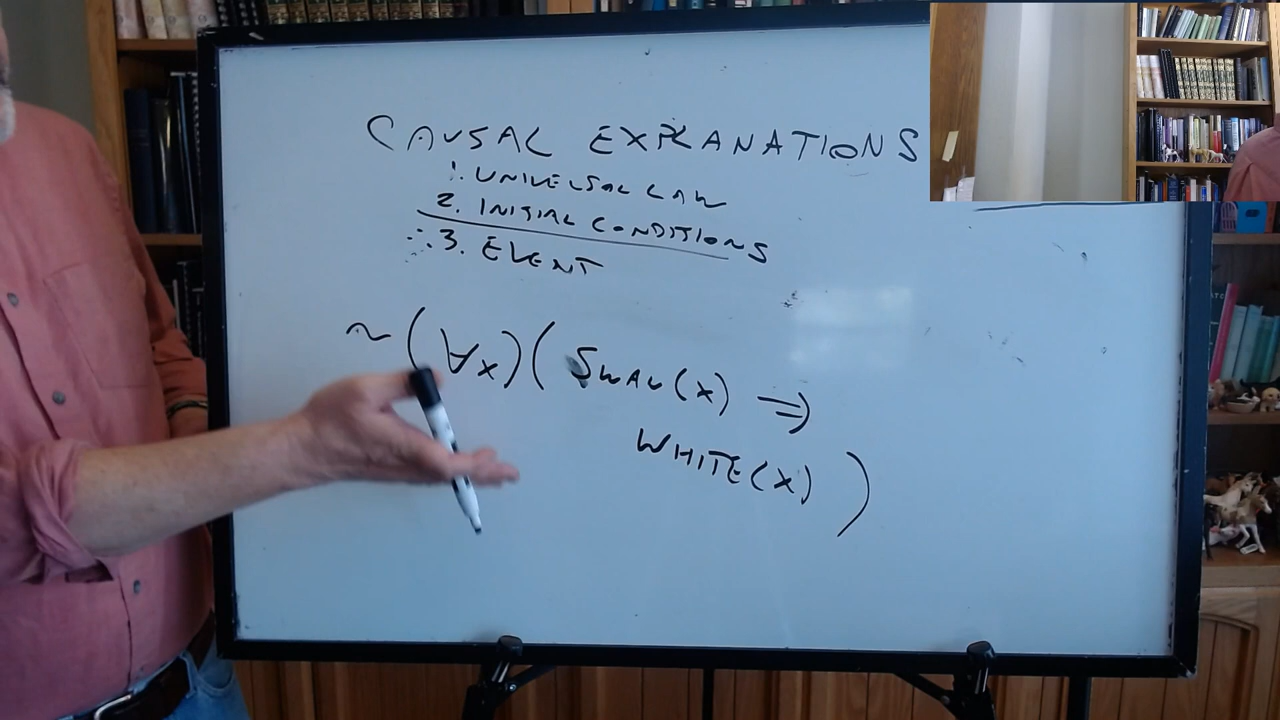 CAUSAL EXPLANATIONS
1. UNIVERSAL LAW
2. INITIAL CONDITIONS
∴ 3. EVENT
~(∀x)(SWAN(x) ⇒
WHITE(x))